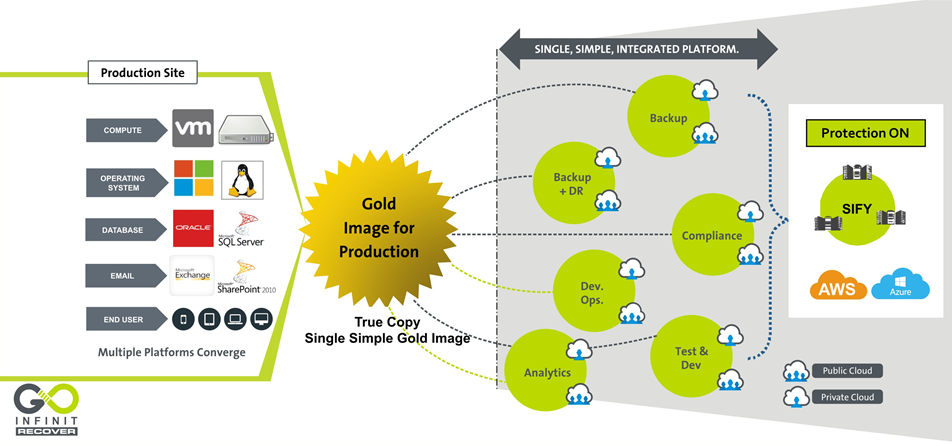 SINGLE, SIMPLE, INTEGRATED PLATFORM.
Production Site
COMPUTE
vm
OPERATING
SYSTEM
DATABASE
ORACLE
Microsoft
SQL Server
EMAIL
Microsoft
Exchange
Microsoft
SharePoint 2010
END USER
Multiple Platforms Converge
GO
INFINIT
RECOVER
Gold
Image for
Production
True Copy
Single Simple Gold Image
Backup
Backup
+ DR
Compliance
Dev.
Ops.
Analytics
Test &
Dev
Protection ON
SIFY
AWS
Azure
Public Cloud
Private Cloud